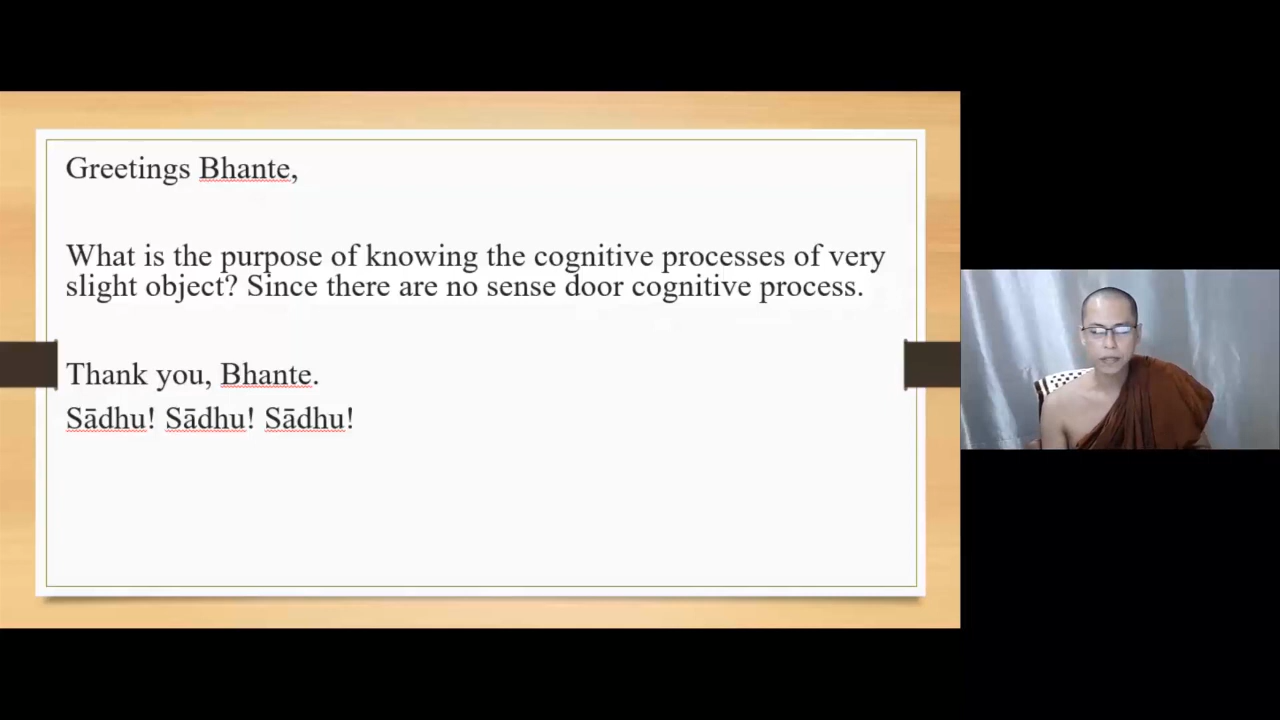 Greetings Bhante,
What is the purpose of knowing the cognitive processes of very
slight object? Since there are no sense door cognitive process.
Thank you, Bhante.
Sādhu! Sādhu! Sādhu!